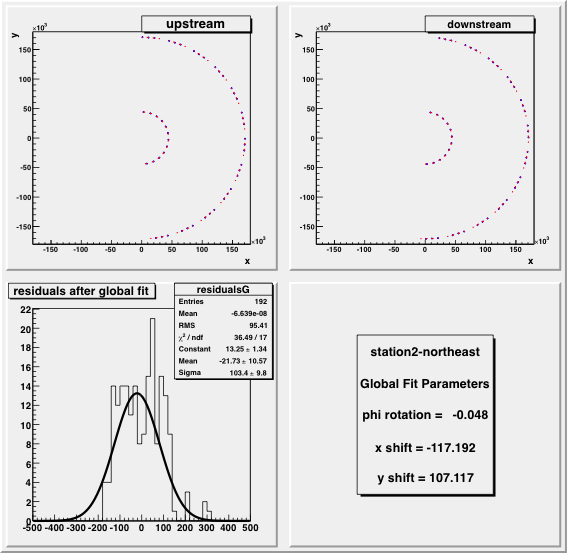 upstream
×10³
y
150
100
50
0
-50
-100
-150
-150 -100 -50 0 50 100 150
×10³
x
downstream
×10³
y
150
100
50
0
-50
-100
-150
-150 -100 -50 0 50 100 150
×10³
x
residuals after global fit
residualsG
Entries 192
Mean -6.639e-08
RMS 95.41
χ² / ndf 36.49 / 17
Constant 13.25 ± 1.34
Mean -21.73 ± 10.57
Sigma 103.4 ± 9.8
22
20
18
16
14
12
10
8
6
4
2
0
-500 -400 -300 -200 -100 0 100 200 300 400 500
station2-northeast
Global Fit Parameters
phi rotation = -0.048
x shift = -117.192
y shift = 107.117